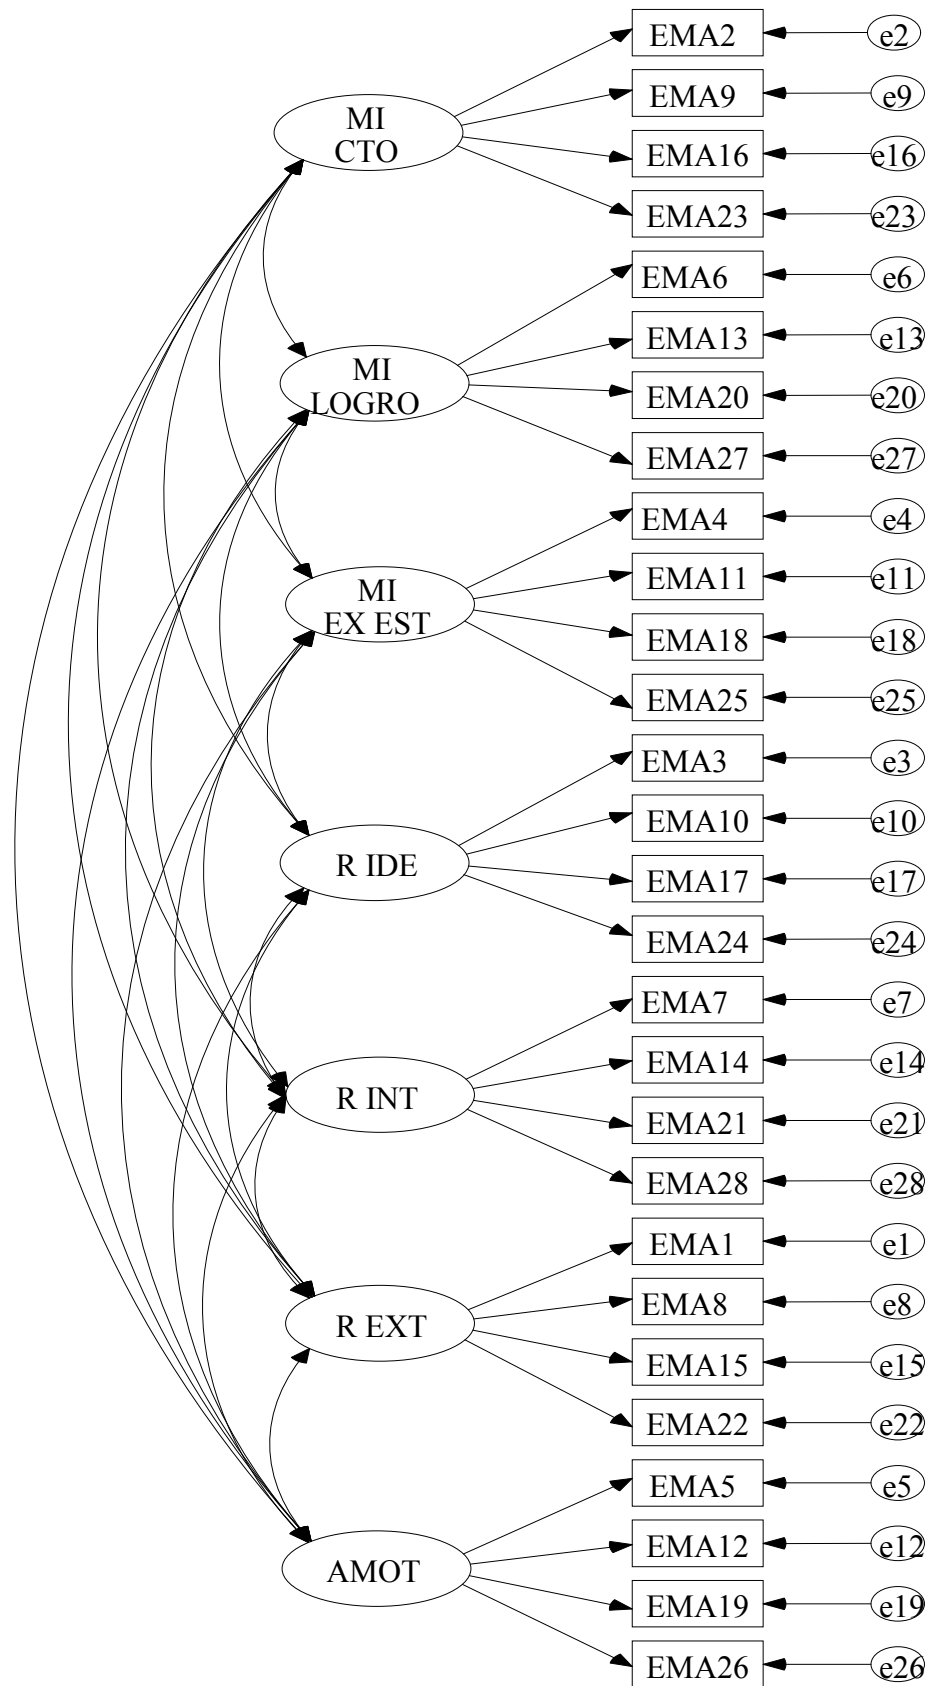 EMA2 e2
EMA9 e9
MI
CTO
EMA16 e16
EMA23 e23
EMA6 e6
EMA13 e13
MI
LOGRO
EMA20 e20
EMA27 e27
EMA4 e4
EMA11 e11
MI
EX EST
EMA18 e18
EMA25 e25
EMA3 e3
EMA10 e10
R IDE
EMA17 e17
EMA24 e24
EMA7 e7
EMA14 e14
R INT
EMA21 e21
EMA28 e28
EMA1 e1
EMA8 e8
R EXT
EMA15 e15
EMA22 e22
EMA5 e5
EMA12 e12
AMOT
EMA19 e19
EMA26 e26